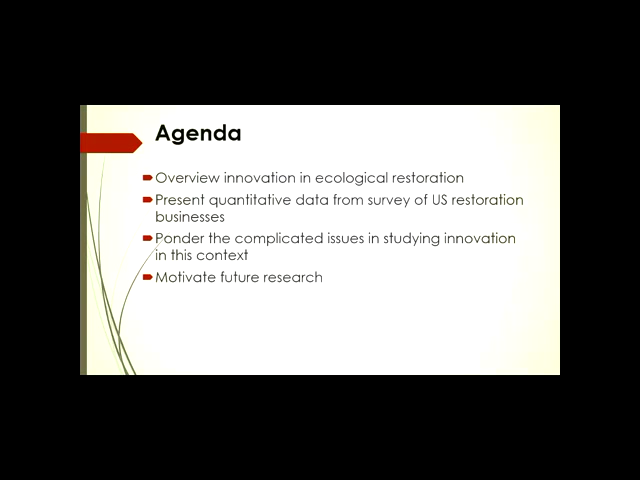 Agenda
Overview innovation in ecological restoration
Present quantitative data from survey of US restoration
businesses
Ponder the complicated issues in studying innovation
in this context
Motivate future research